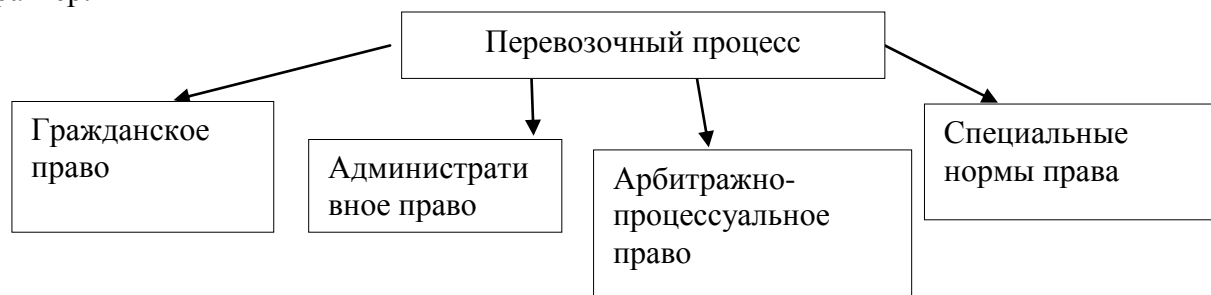 Перевозочный процесс
Гражданское
право
Администрати
вное право
Арбитражно-
процессуальное
право
Специальные
нормы права